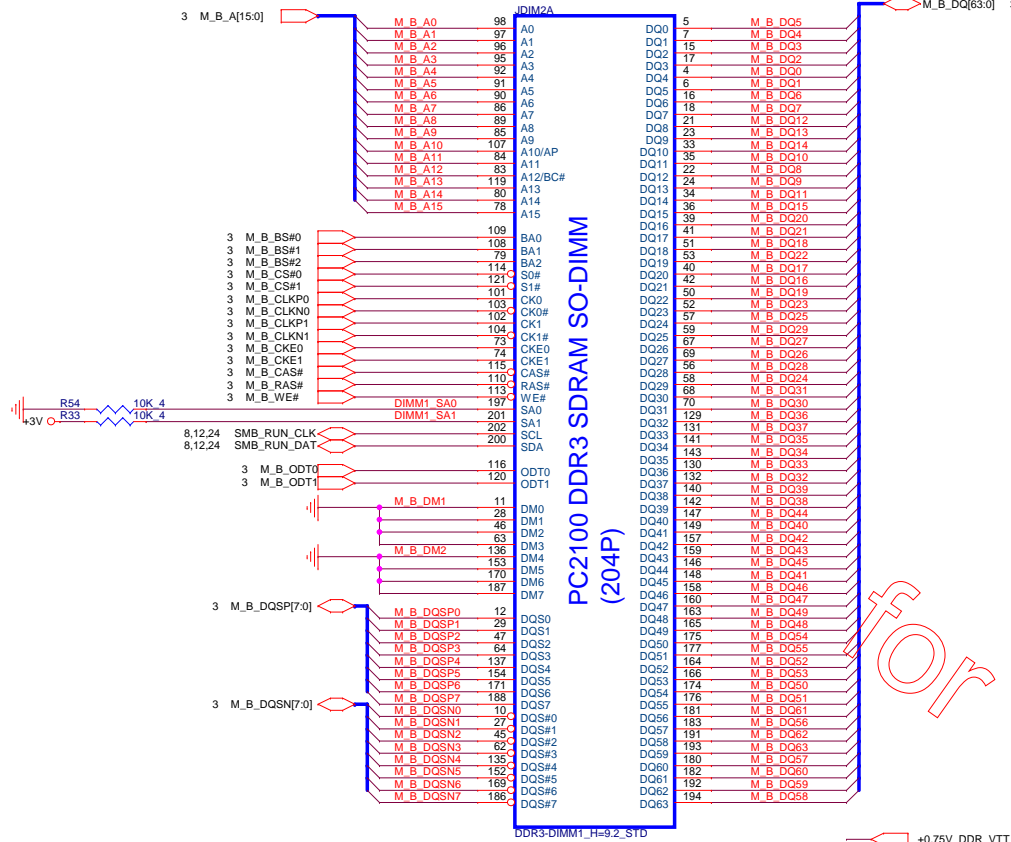 3 M_B_A[15:0]
JDIM2A
M_B_DQ[63:0]
M_B_A0 98 A0
M_B_A1 97 A1
M_B_A2 96 A2
M_B_A3 95 A3
M_B_A4 92 A4
M_B_A5 91 A5
M_B_A6 90 A6
M_B_A7 86 A7
M_B_A8 89 A8
M_B_A9 85 A9
M_B_A10 107 A10/AP
M_B_A11 84 A11
M_B_A12 83 A12/BC#
M_B_A13 119 A13
M_B_A14 80 A14
M_B_A15 78 A15
3 M_B_BS#0 109 BA0
3 M_B_BS#1 108 BA1
3 M_B_BS#2 79 BA2
3 M_B_CS#0 114 S0#
3 M_B_CS#1 121 S1#
3 M_B_CLKP0 101 CK0
3 M_B_CLKN0 103 CK0#
3 M_B_CLKP1 102 CK1
3 M_B_CLKN1 104 CK1#
3 M_B_CKE0 73 CKE0
3 M_B_CKE1 74 CKE1
3 M_B_CAS# 115 CAS#
3 M_B_RAS# 110 RAS#
3 M_B_WE# 113 WE#
R54 10K_4 DIMM1_SA0 197 SA0
+3V R33 10K_4 DIMM1_SA1 201 SA1
8,12,24 SMB_RUN_CLK 202 SCL
8,12,24 SMB_RUN_DAT 200 SDA
3 M_B_ODT0 116 ODT0
3 M_B_ODT1 120 ODT1
M_B_DM1 11 DM0
28 DM1
46 DM2
63 DM3
M_B_DM2 136 DM4
153 DM5
170 DM6
187 DM7
3 M_B_DQSP[7:0]
M_B_DQSP0 12 DQS0
M_B_DQSP1 29 DQS1
M_B_DQSP2 47 DQS2
M_B_DQSP3 64 DQS3
M_B_DQSP4 137 DQS4
M_B_DQSP5 154 DQS5
M_B_DQSP6 171 DQS6
M_B_DQSP7 188 DQS7
3 M_B_DQSN[7:0]
M_B_DQSN0 10 DQS#0
M_B_DQSN1 27 DQS#1
M_B_DQSN2 45 DQS#2
M_B_DQSN3 62 DQS#3
M_B_DQSN4 135 DQS#4
M_B_DQSN5 152 DQS#5
M_B_DQSN6 169 DQS#6
M_B_DQSN7 186 DQS#7
PC2100 DDR3 SDRAM SO-DIMM
(204P)
DQ0 5 M_B_DQ5
DQ1 7 M_B_DQ4
DQ2 15 M_B_DQ3
DQ3 17 M_B_DQ2
DQ4 4 M_B_DQ0
DQ5 6 M_B_DQ1
DQ6 16 M_B_DQ6
DQ7 18 M_B_DQ7
DQ8 21 M_B_DQ12
DQ9 23 M_B_DQ13
DQ10 33 M_B_DQ14
DQ11 35 M_B_DQ10
DQ12 22 M_B_DQ8
DQ13 24 M_B_DQ9
DQ14 34 M_B_DQ11
DQ15 36 M_B_DQ15
DQ16 39 M_B_DQ20
DQ17 41 M_B_DQ21
DQ18 51 M_B_DQ18
DQ19 53 M_B_DQ22
DQ20 40 M_B_DQ17
DQ21 42 M_B_DQ16
DQ22 50 M_B_DQ19
DQ23 52 M_B_DQ23
DQ24 57 M_B_DQ25
DQ25 59 M_B_DQ29
DQ26 67 M_B_DQ27
DQ27 69 M_B_DQ26
DQ28 56 M_B_DQ28
DQ29 58 M_B_DQ24
DQ30 68 M_B_DQ31
DQ31 70 M_B_DQ30
DQ32 129 M_B_DQ36
DQ33 131 M_B_DQ37
DQ34 141 M_B_DQ35
DQ35 143 M_B_DQ34
DQ36 130 M_B_DQ33
DQ37 132 M_B_DQ32
DQ38 140 M_B_DQ39
DQ39 142 M_B_DQ38
DQ40 147 M_B_DQ44
DQ41 149 M_B_DQ40
DQ42 157 M_B_DQ42
DQ43 159 M_B_DQ43
DQ44 146 M_B_DQ45
DQ45 148 M_B_DQ41
DQ46 158 M_B_DQ46
DQ47 160 M_B_DQ47
DQ48 163 M_B_DQ49
DQ49 165 M_B_DQ48
DQ50 175 M_B_DQ54
DQ51 177 M_B_DQ55
DQ52 164 M_B_DQ52
DQ53 166 M_B_DQ53
DQ54 174 M_B_DQ50
DQ55 176 M_B_DQ51
DQ56 181 M_B_DQ61
DQ57 183 M_B_DQ56
DQ58 191 M_B_DQ62
DQ59 193 M_B_DQ63
DQ60 180 M_B_DQ57
DQ61 182 M_B_DQ60
DQ62 192 M_B_DQ59
DQ63 194 M_B_DQ58
for
DDR3-DIMM1_H=9.2_STD
+0.75V_DDR_VTT